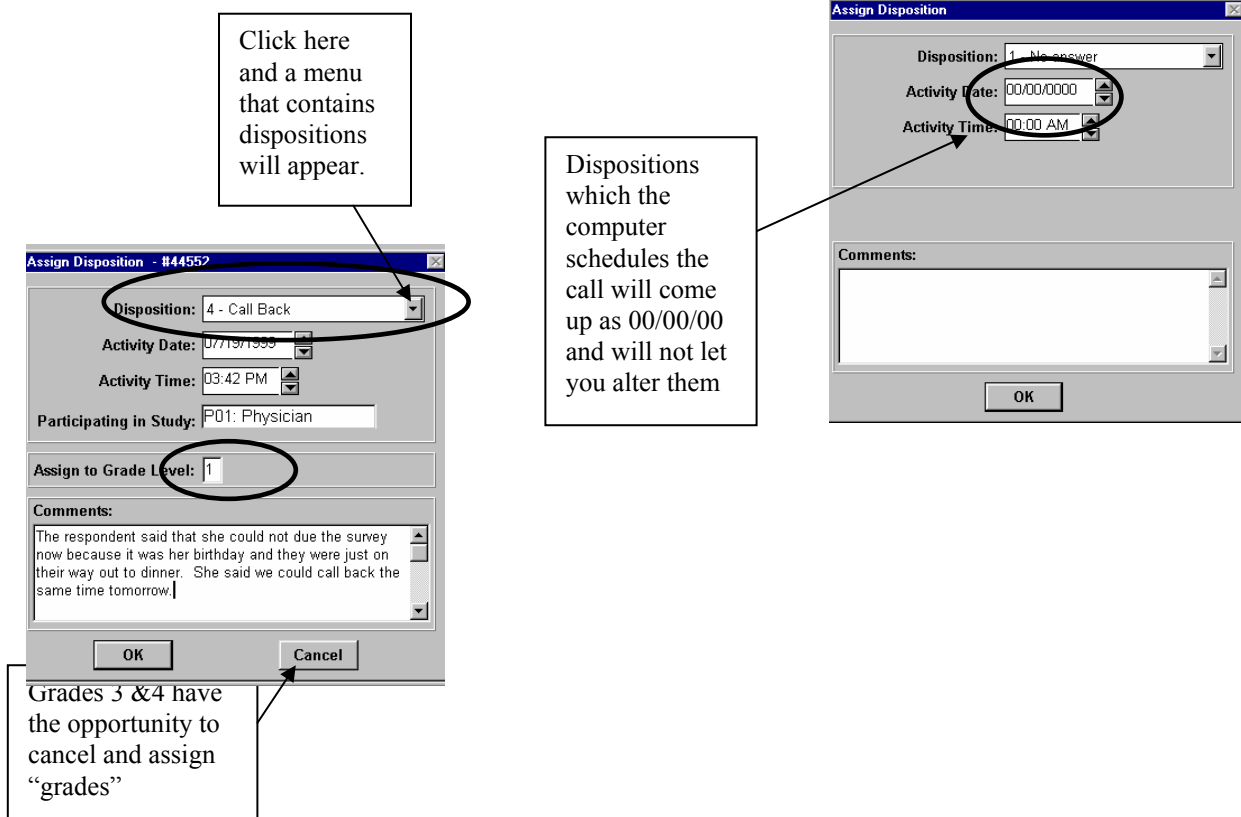 Click here
and a menu
that contains
dispositions
will appear.
Assign Disposition - #44552
Disposition: 4 - Call Back
Activity Date: 07/19/1999
Activity Time: 03:42 PM
Participating in Study: P01: Physician
Assign to Grade Level: 1
Comments:
The respondent said that she could not due the survey
now because it was her birthday and they were just on
their way out to dinner. She said we could call back the
same time tomorrow.
OK Cancel
Grades 3 &4 have
the opportunity to
cancel and assign
“grades”
Dispositions
which the
computer
schedules the
call will come
up as 00/00/00
and will not let
you alter them
Assign Disposition
Disposition: 1 - No answer
Activity Date: 00/00/0000
Activity Time: 00:00 AM
Comments:
OK